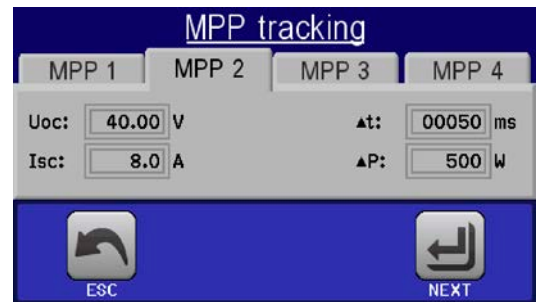 MPP tracking
MPP 1 MPP 2 MPP 3 MPP 4
Uoc: 40.00 V ▲t: 00050 ms
Isc: 8.0 A ▲P: 500 W
ESC NEXT